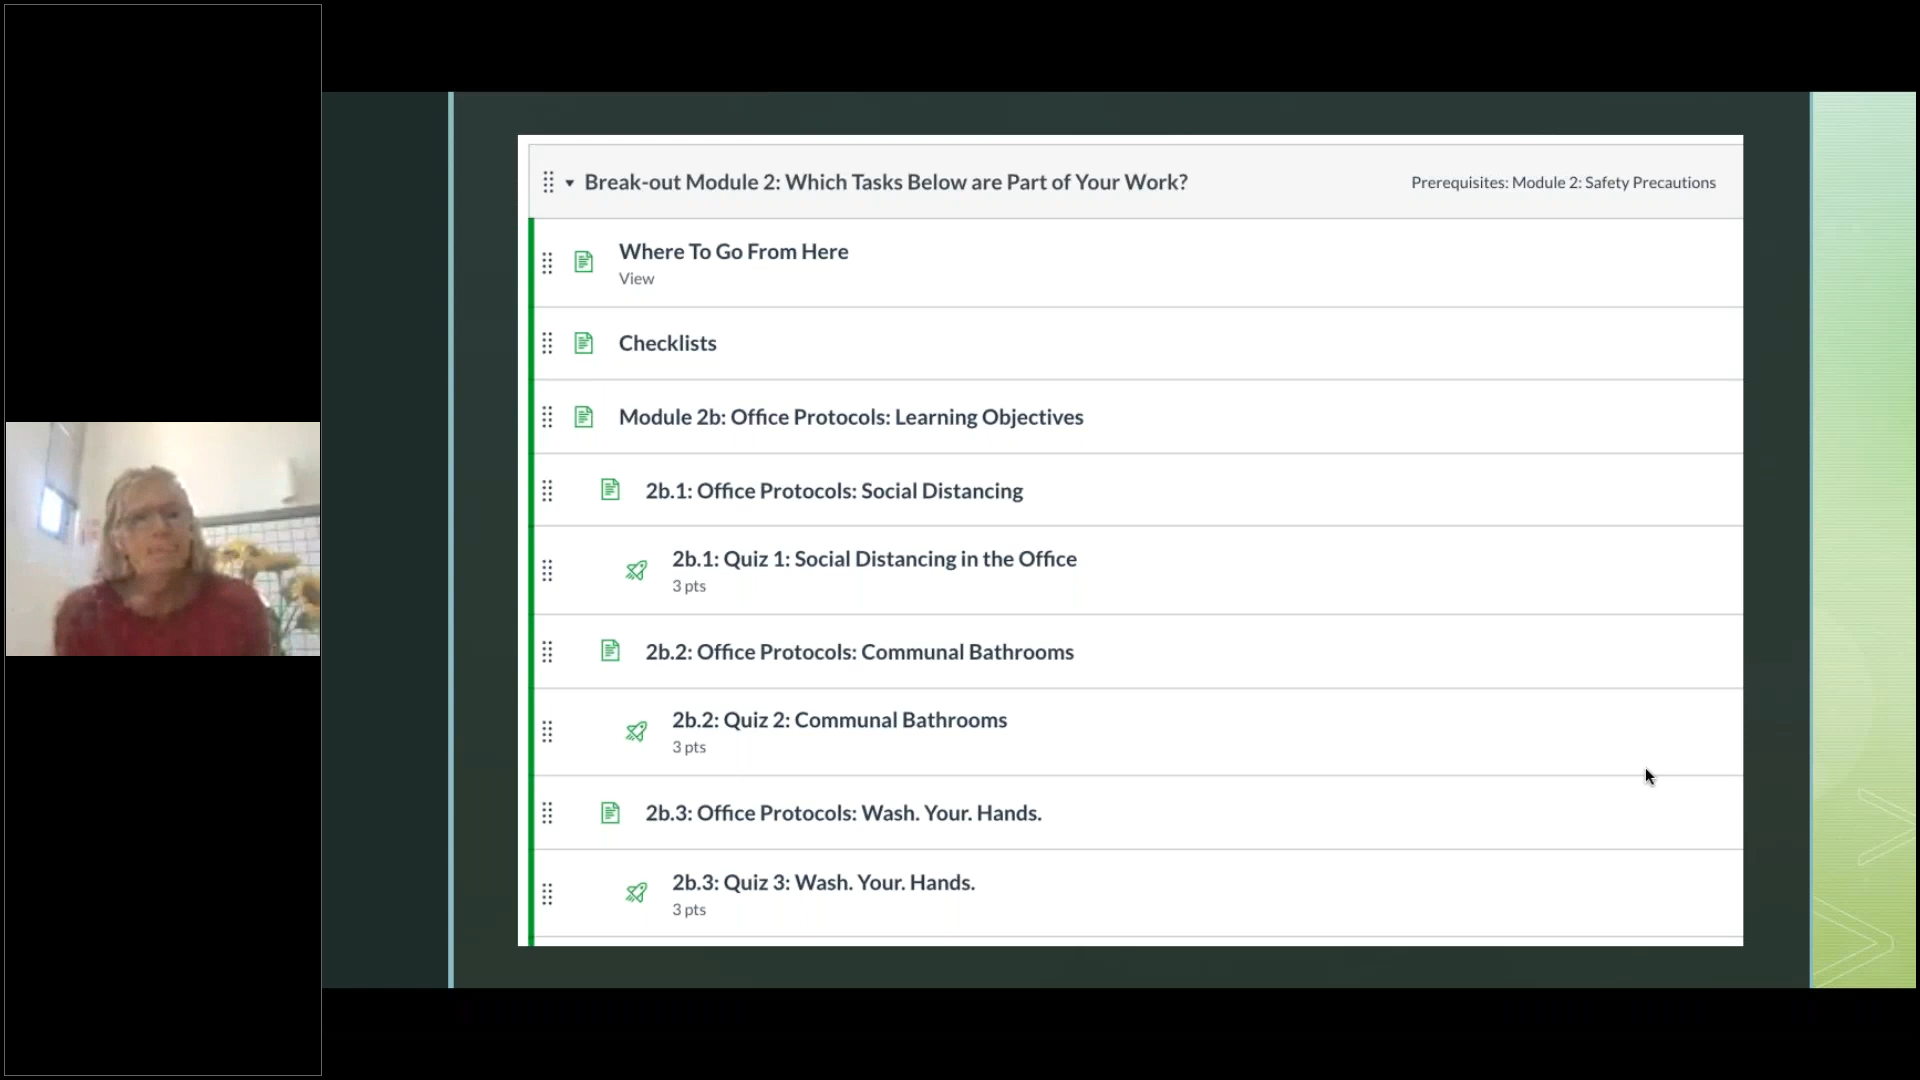 Break-out Module 2: Which Tasks Below are Part of Your Work?
Prerequisites: Module 2: Safety Precautions
Where To Go From Here
View
Checklists
Module 2b: Office Protocols: Learning Objectives
2b.1: Office Protocols: Social Distancing
2b.1: Quiz 1: Social Distancing in the Office
3 pts
2b.2: Office Protocols: Communal Bathrooms
2b.2: Quiz 2: Communal Bathrooms
3 pts
2b.3: Office Protocols: Wash. Your. Hands.
2b.3: Quiz 3: Wash. Your. Hands.
3 pts